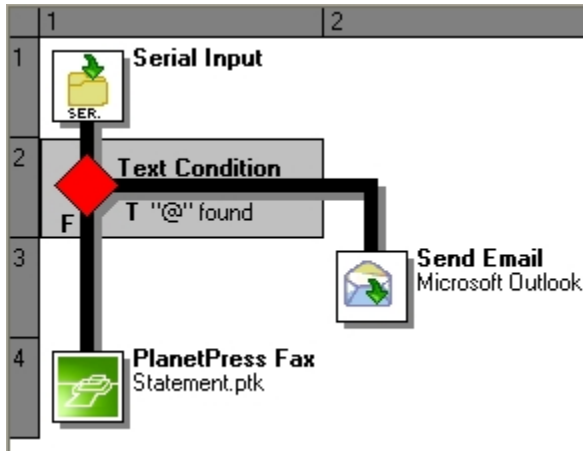 1 2
1 Serial Input
SER.
2 Text Condition
F T "@" found
3 Send Email
Microsoft Outlook
4 PlanetPress Fax
Statement.ptk